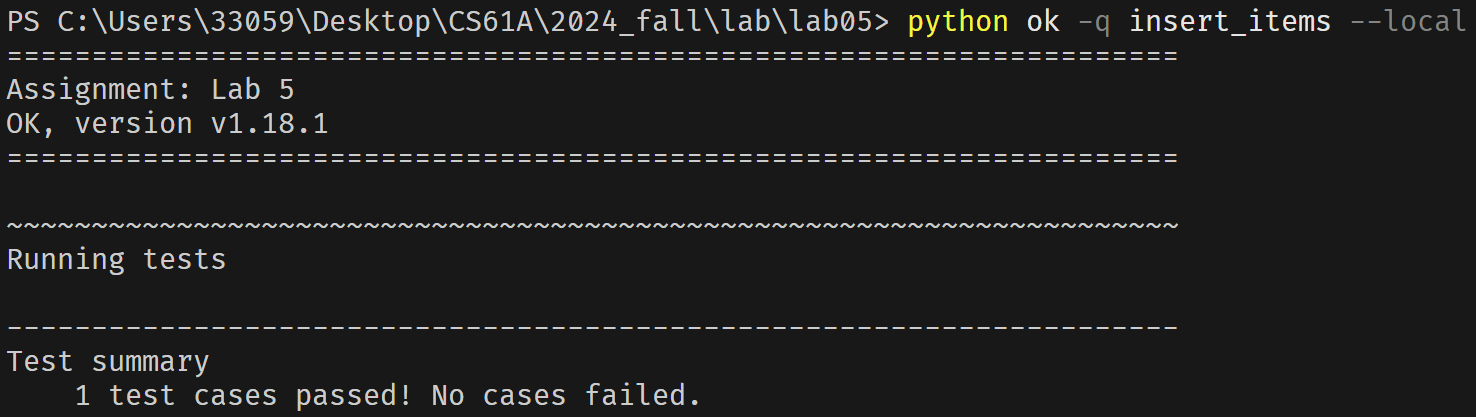 PS C:\Users\33059\Desktop\CS61A\2024_fall\lab\lab05> python ok -q insert_items --local
=====================================================================
Assignment: Lab 5
OK, version v1.18.1
=====================================================================
~~~~~~~~~~~~~~~~~~~~~~~~~~~~~~~~~~~~~~~~~~~~~~~~~~~~~~~~~~~~~~~~~~~~~
Running tests
---------------------------------------------------------------------
Test summary
    1 test cases passed! No cases failed.